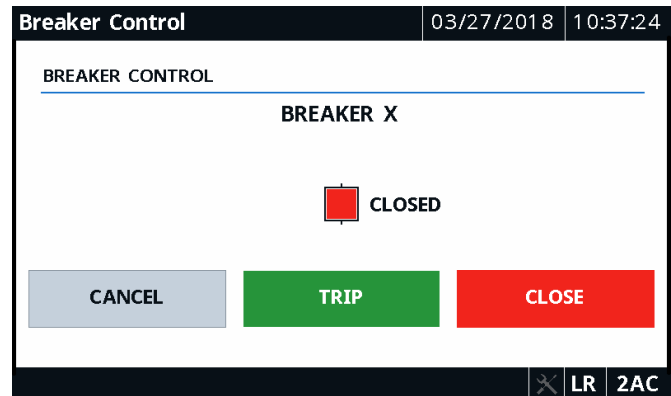 Breaker Control 03/27/2018 10:37:24
BREAKER CONTROL
BREAKER X
CLOSED
CANCEL TRIP CLOSE
LR 2AC